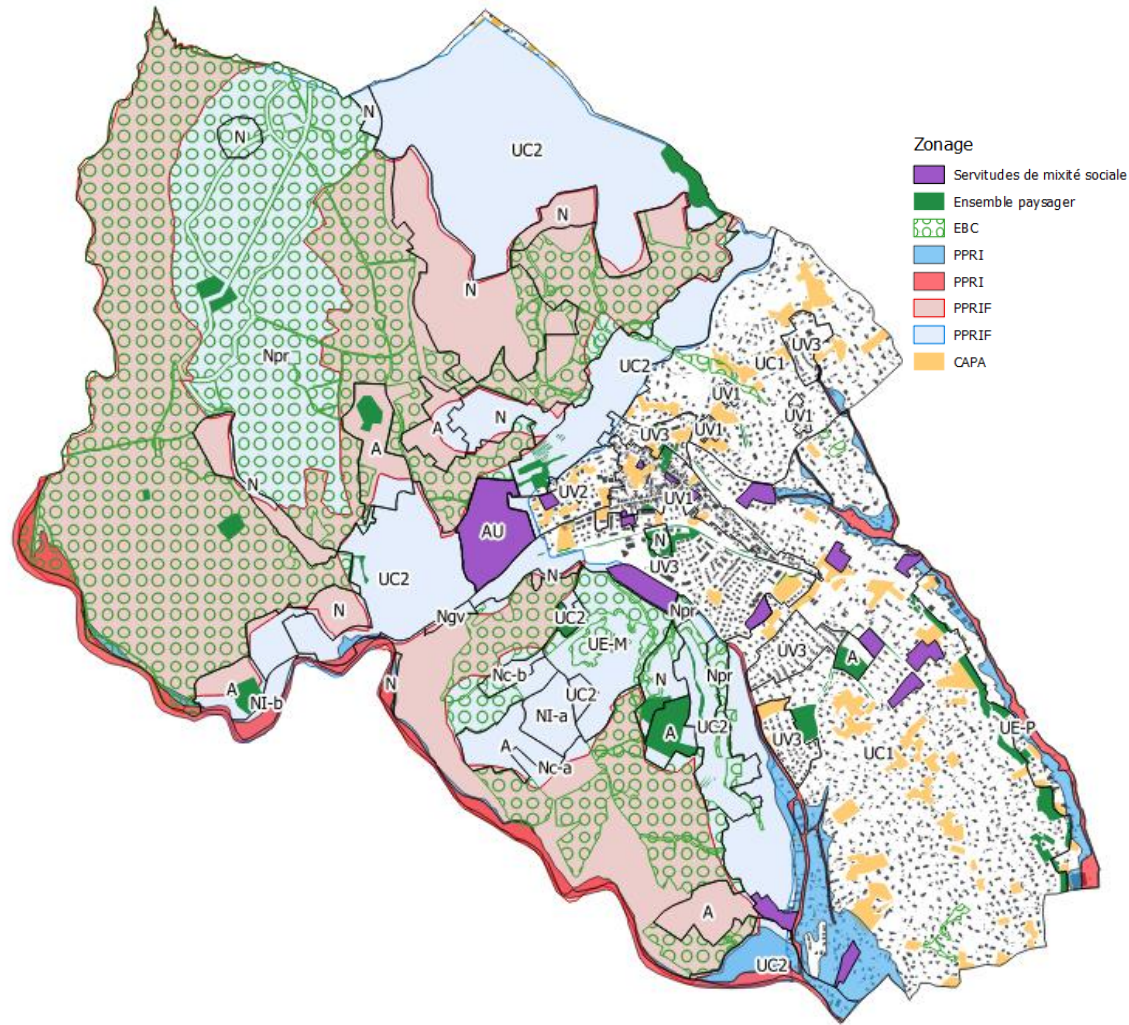 Zonage
Servitudes de mixité sociale
Ensemble paysager
EBC
PPRI
PPRI
PPRIF
PPRIF
CAPA
N
N
UC2
N
N
Npr
UV3
UC1
UC2
UV1
UV1
A
N
A
UV3
UV1
UV2
UV1
N
AU
N
UV3
UC2
N
Ngv
N
UC2
Npr
UE-M
UV3
A
Nc-b
N
Npr
A
NI-b
N
UC2
NI-a
UC2
A
UE-P
UV3
A
Nc-a
UC1
A
UC2